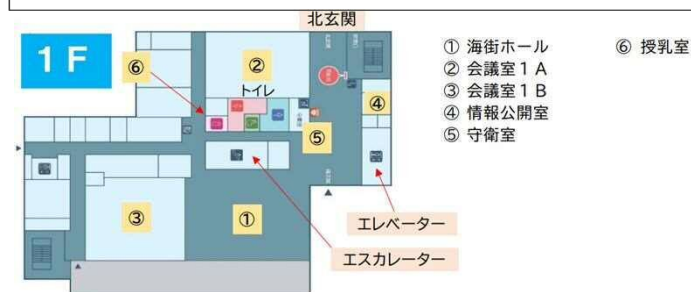 北玄関
1F
⑥
②
トイレ
④
⑤
③
①
エレベーター
エスカレーター
① 海街ホール
② 会議室1A
③ 会議室1B
④ 情報公開室
⑤ 守衛室
⑥ 授乳室